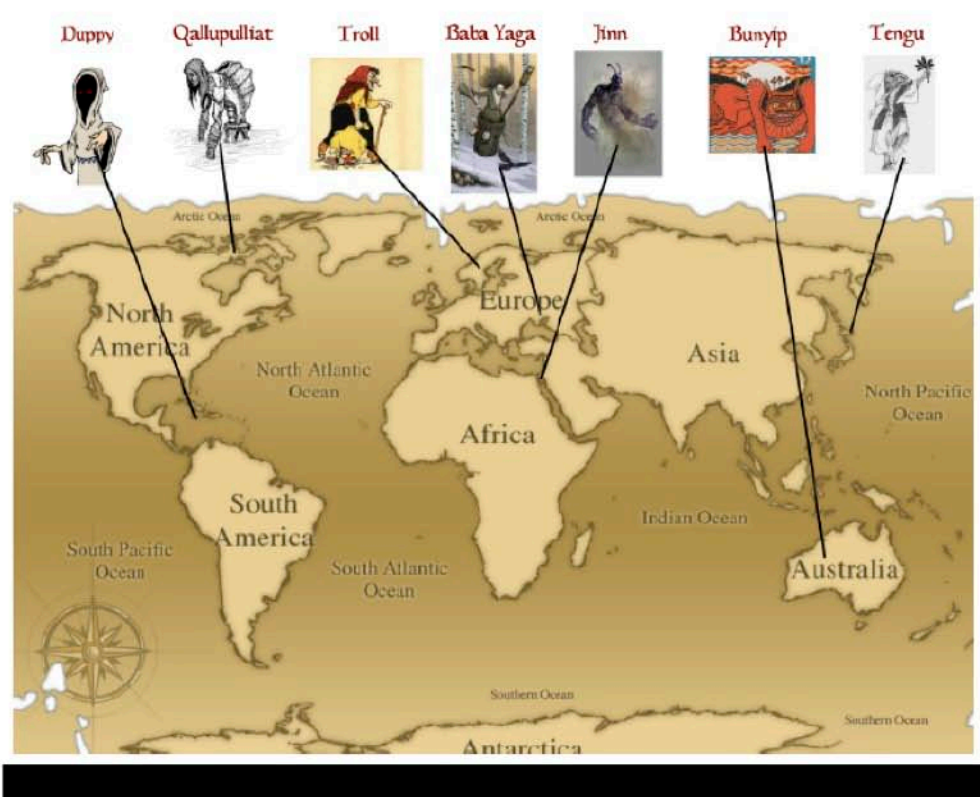 Duppy
Qallupulliat
Troll
Baba Yaga
Jinn
Bunyip
Tengu
Arctic Ocean
Arctic Ocean
North
America
Europe
Asia
North Atlantic
Ocean
North Pacific
Ocean
Africa
South
America
Indian Ocean
South Pacific
Ocean
South Atlantic
Ocean
Australia
Southern Ocean
Southern Ocean
Antarctica